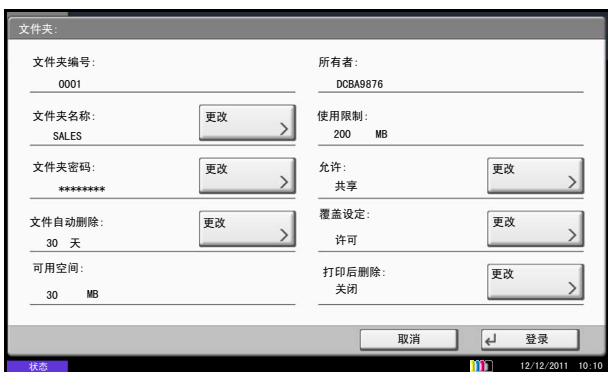 文件夹:
文件夹编号:
0001
所有者:
DCBA9876
文件夹名称:
SALES
更改
使用限制:
200 MB
文件夹密码:
********
更改
允许:
共享
更改
文件自动删除:
30 天
更改
覆盖设定:
许可
更改
可用空间:
30 MB
打印后删除:
关闭
更改
取消
登录
状态
12/12/2011 10:10